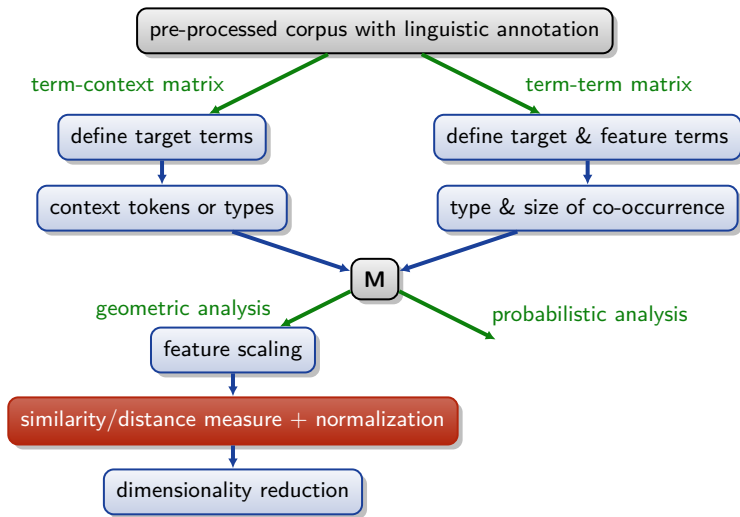 pre-processed corpus with linguistic annotation
term-context matrix
term-term matrix
define target terms
define target & feature terms
context tokens or types
type & size of co-occurrence
M
geometric analysis
probabilistic analysis
feature scaling
similarity/distance measure + normalization
dimensionality reduction